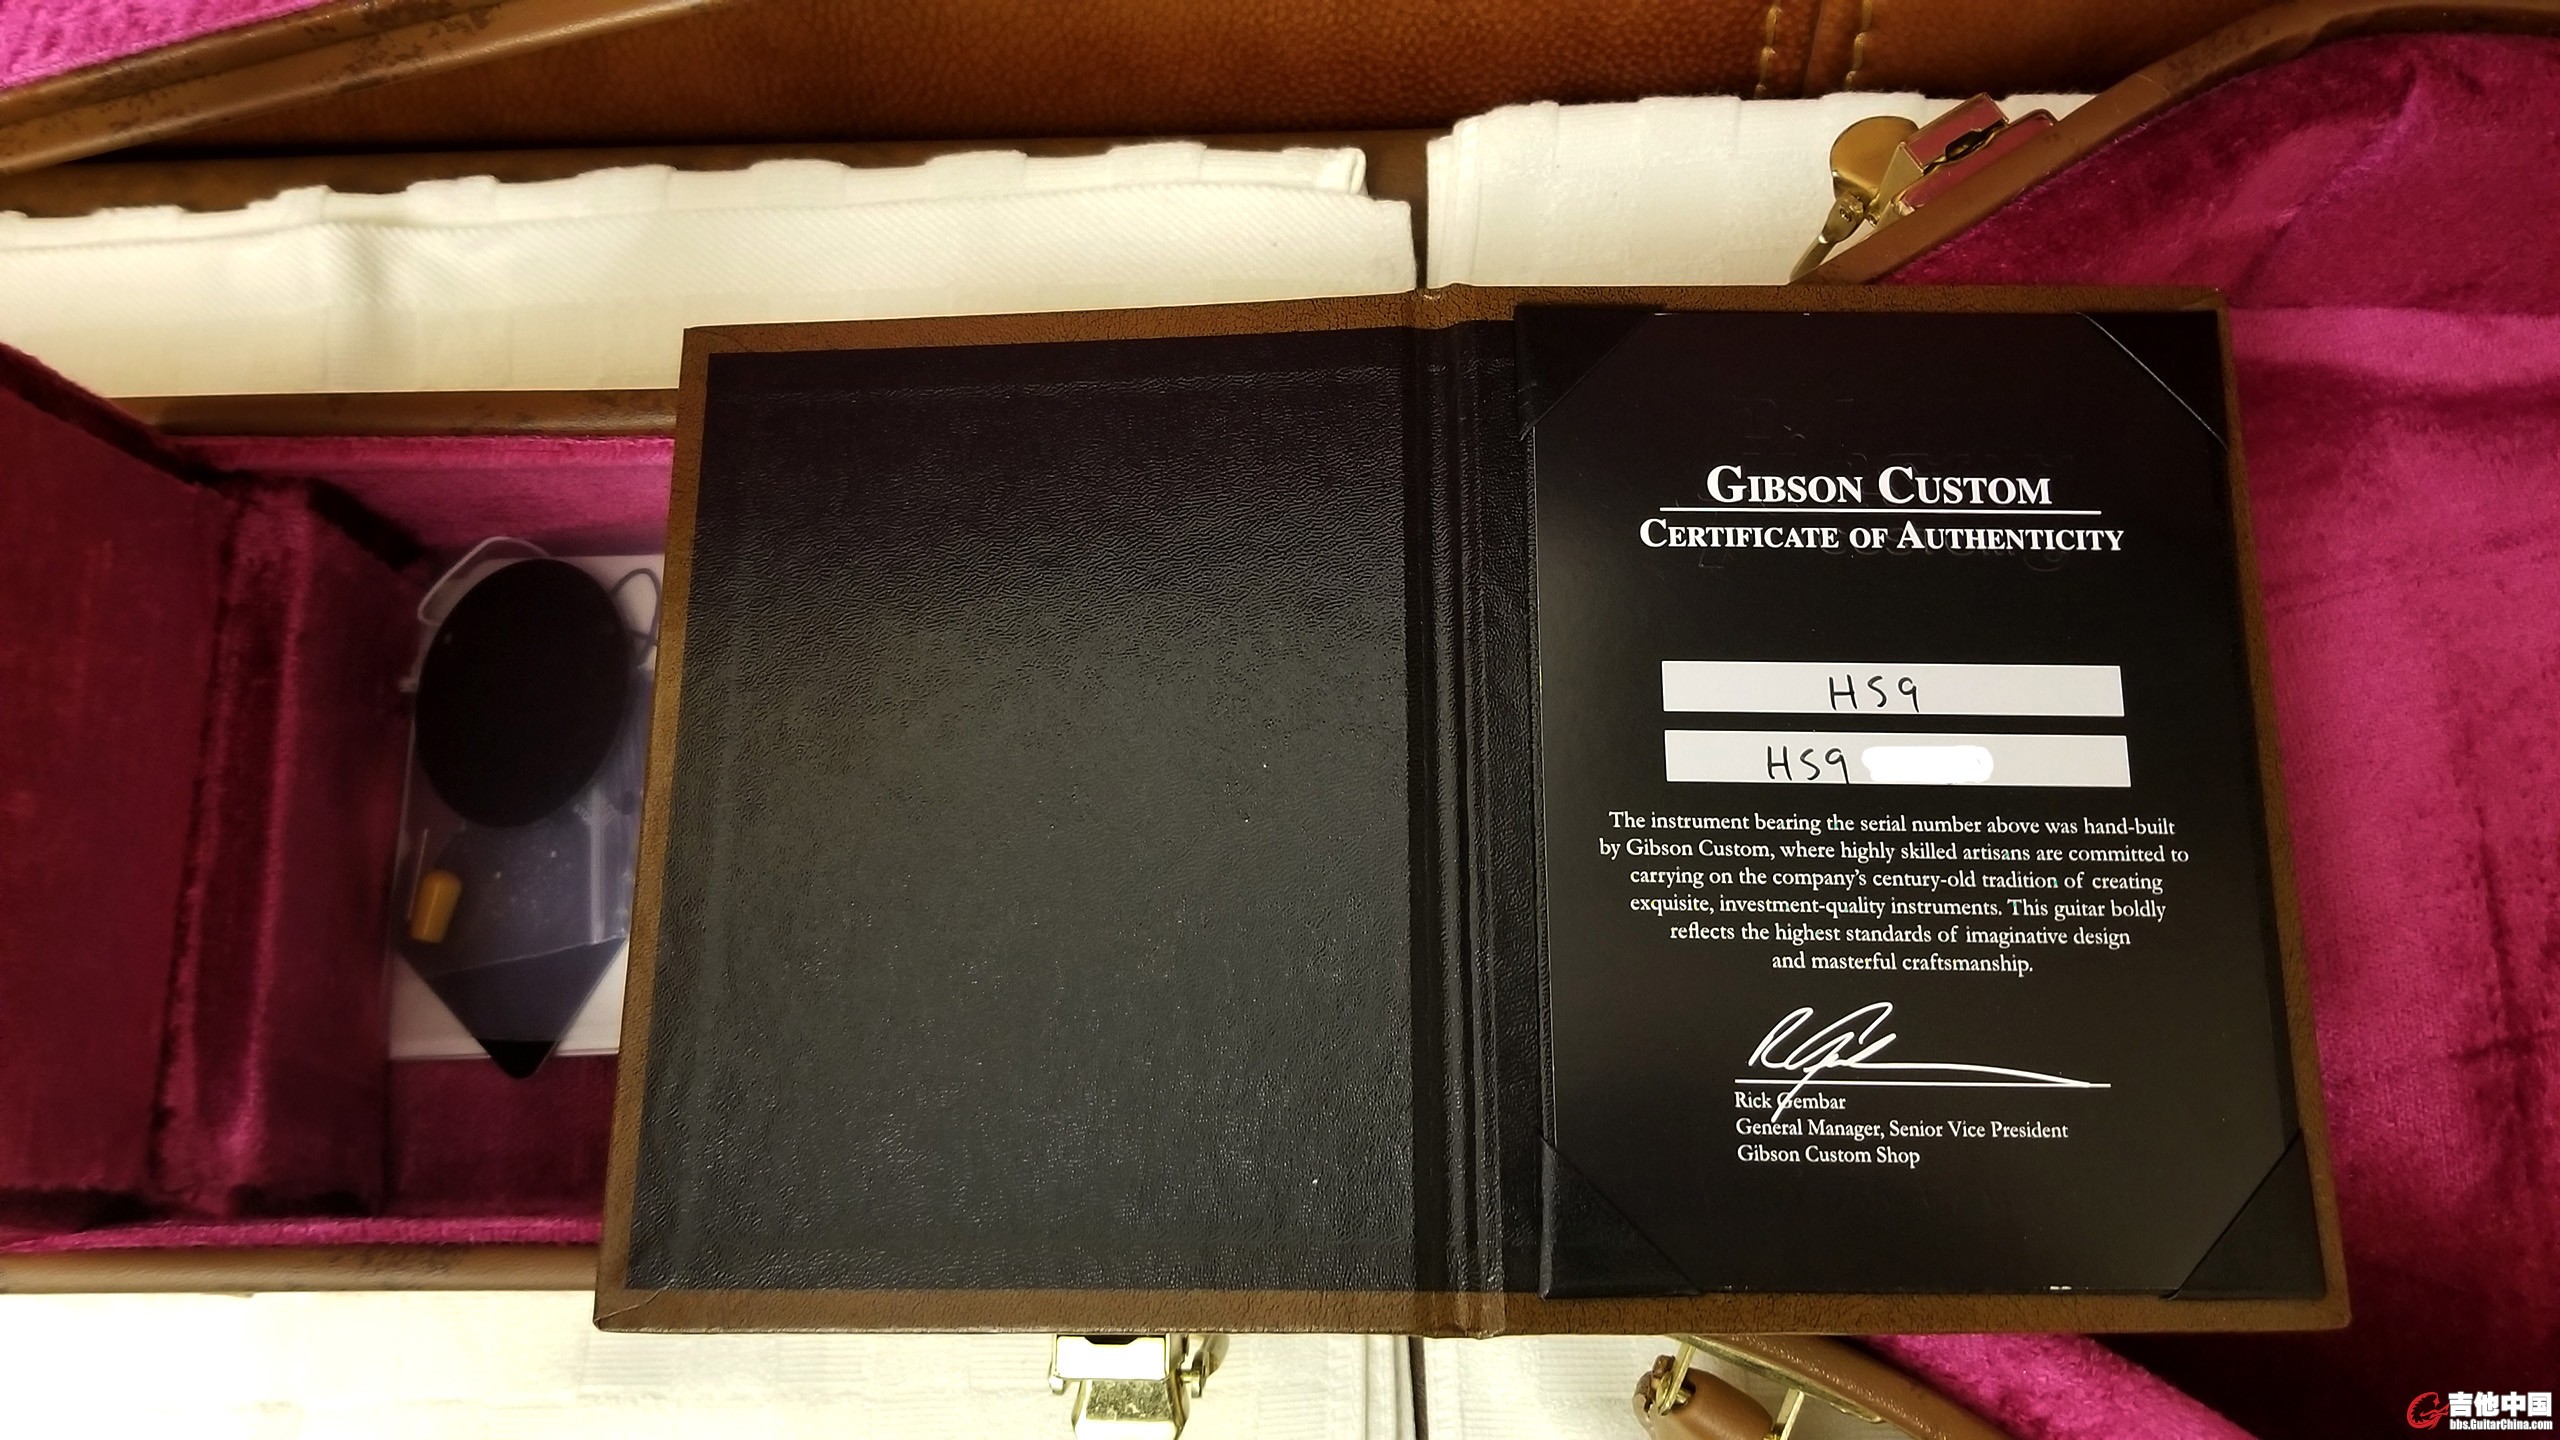 GIBSON CUSTOM
CERTIFICATE OF AUTHENTICITY
HS9
HS9
The instrument bearing the serial number above was hand-built
by Gibson Custom, where highly skilled artisans are committed to
carrying on the company's century-old tradition of creating
exquisite, investment-quality instruments. This guitar boldly
reflects the highest standards of imaginative design
and masterful craftsmanship.
Rick Gembar
General Manager, Senior Vice President
Gibson Custom Shop
吉他中国
bbs.GuitarChina.com